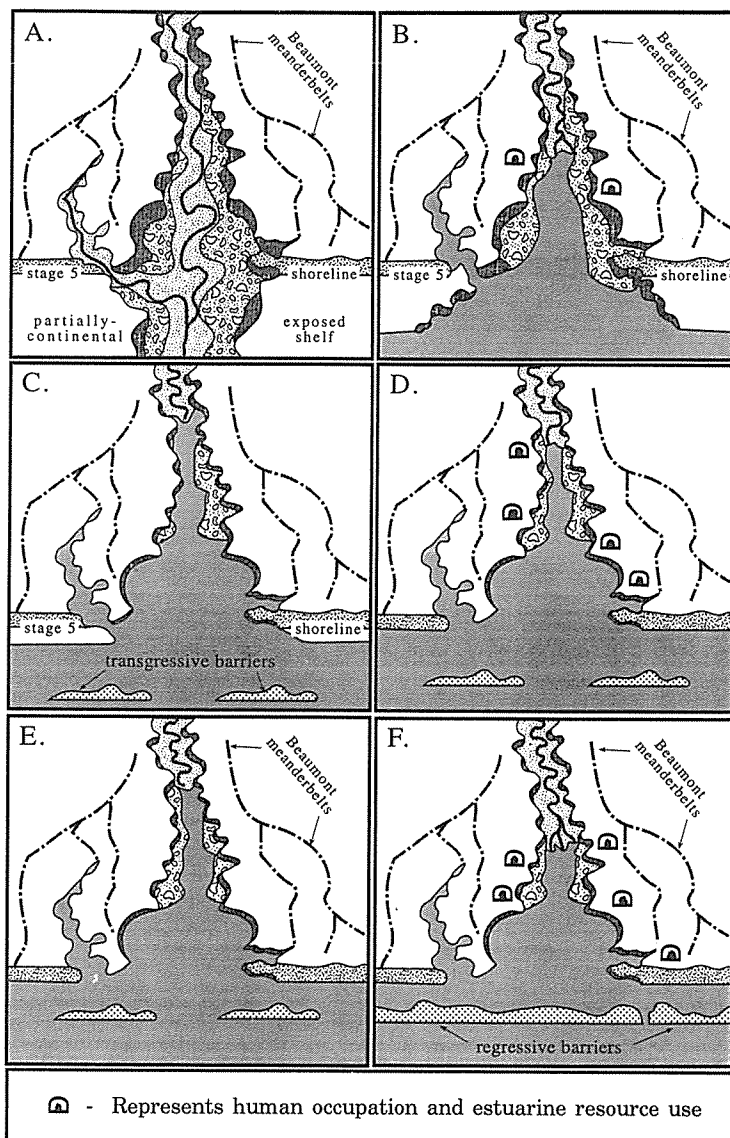 A.
Beaumont
meanderbelts
stage 5
shoreline
partially-
continental
exposed
shelf
B.
Beaumont
meanderbelts
stage 5
shoreline
C.
stage 5
shoreline
transgressive barriers
D.
E.
Beaumont
meanderbelts
F.
Beaumont
meanderbelts
regressive barriers
- Represents human occupation and estuarine resource use